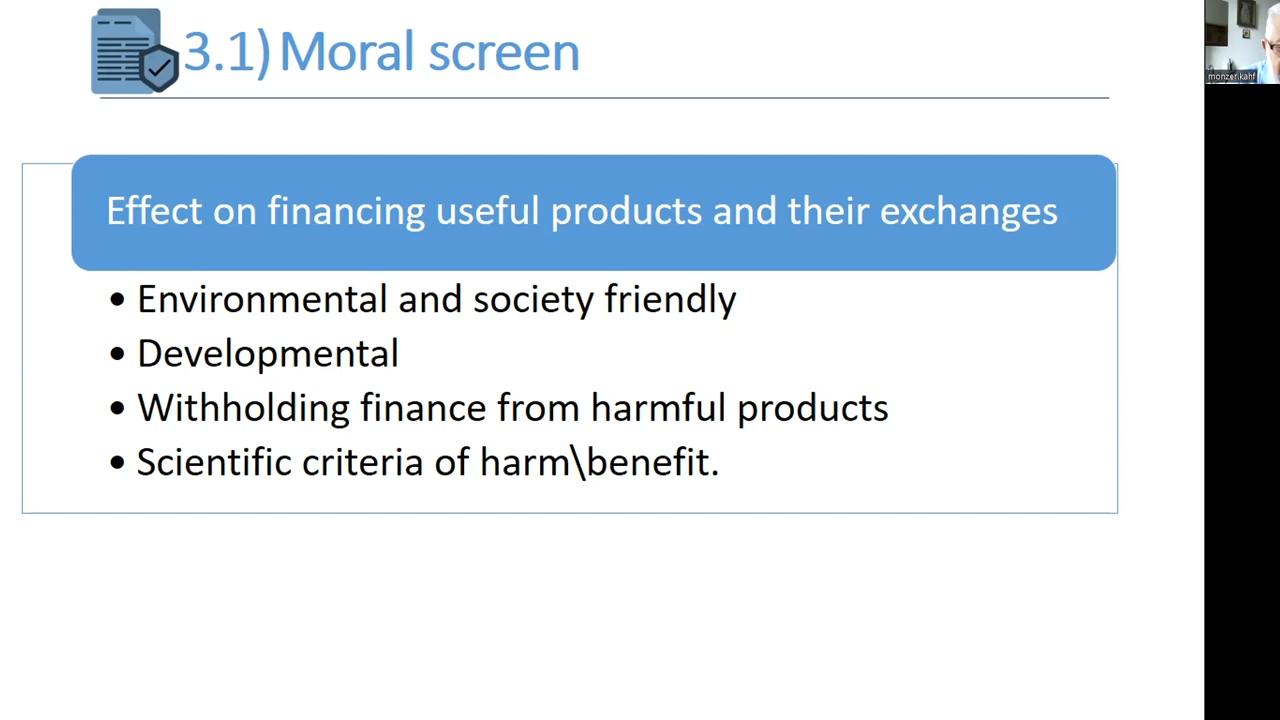 3.1) Moral screen
monzer.kahf
Effect on financing useful products and their exchanges
• Environmental and society friendly
• Developmental
• Withholding finance from harmful products
• Scientific criteria of harm\benefit.